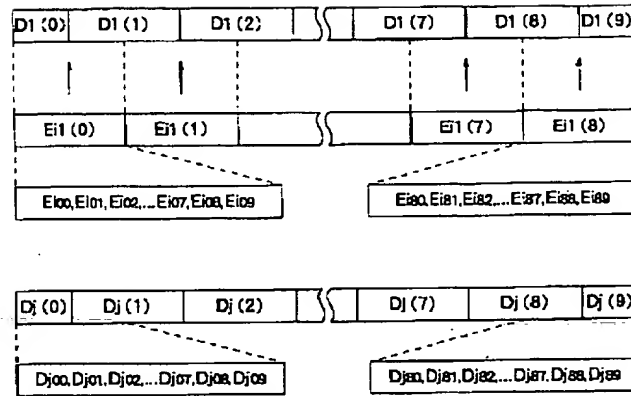 D1 (0) D1 (1) D1 (2) D1 (7) D1 (8) D1 (9)
Ei1 (0) Ei1 (1) Ei1 (7) Ei1 (8)
Ei00, Ei01, Ei02,...Ei07, Ei08, Ei09 Ei80, Ei81, Ei82,...Ei87, Ei88, Ei89
Dj (0) Dj (1) Dj (2) Dj (7) Dj (8) Dj (9)
Dj00, Dj01, Dj02,...Dj07, Dj08, Dj09 Dj80, Dj81, Dj82,...Dj87, Dj88, Dj89